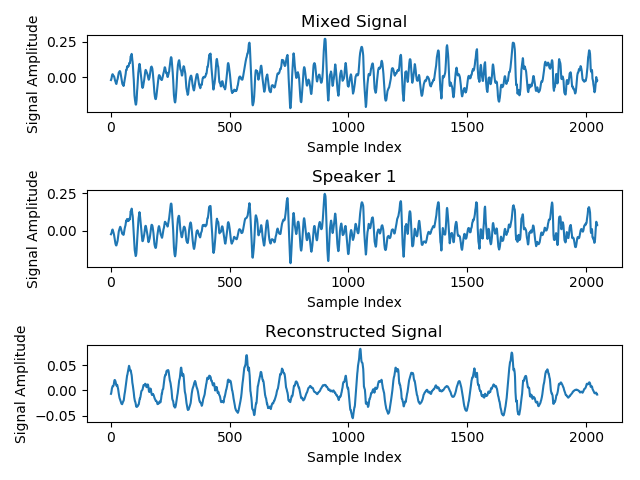 Mixed Signal
Signal Amplitude
0.25
0.00
0
500
1000
1500
2000
Sample Index
Speaker 1
Signal Amplitude
0.25
0.00
0
500
1000
1500
2000
Sample Index
Reconstructed Signal
Signal Amplitude
0.05
0.00
−0.05
0
500
1000
1500
2000
Sample Index